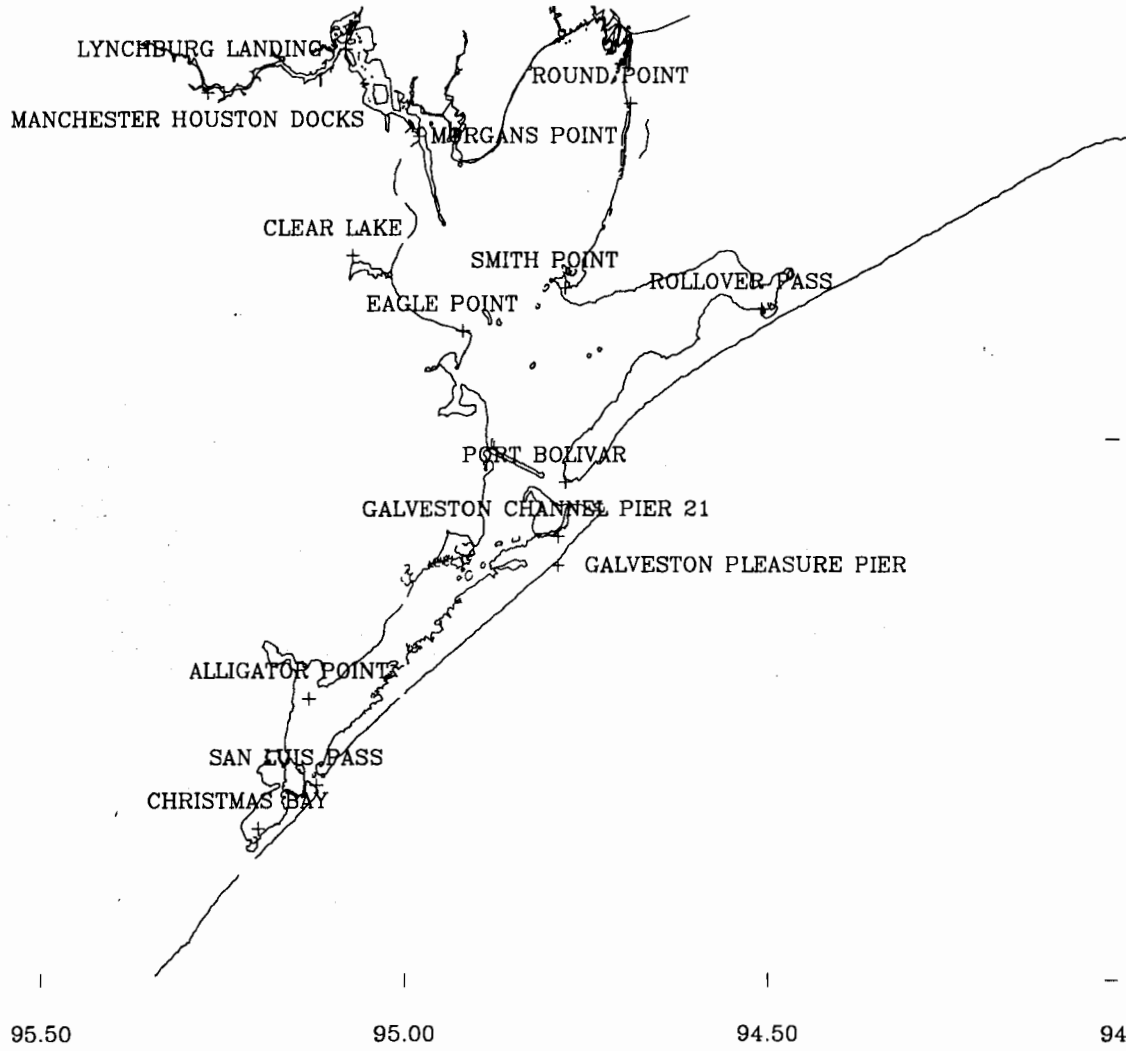 LYNCHBURG LANDING
ROUND POINT
MANCHESTER HOUSTON DOCKS
MORGANS POINT
CLEAR LAKE
SMITH POINT
ROLLOVER PASS
EAGLE POINT
PORT BOLIVAR
GALVESTON CHANNEL PIER 21
GALVESTON PLEASURE PIER
ALLIGATOR POINT
SAN LUIS PASS
CHRISTMAS BAY
95.50 95.00 94.50 94